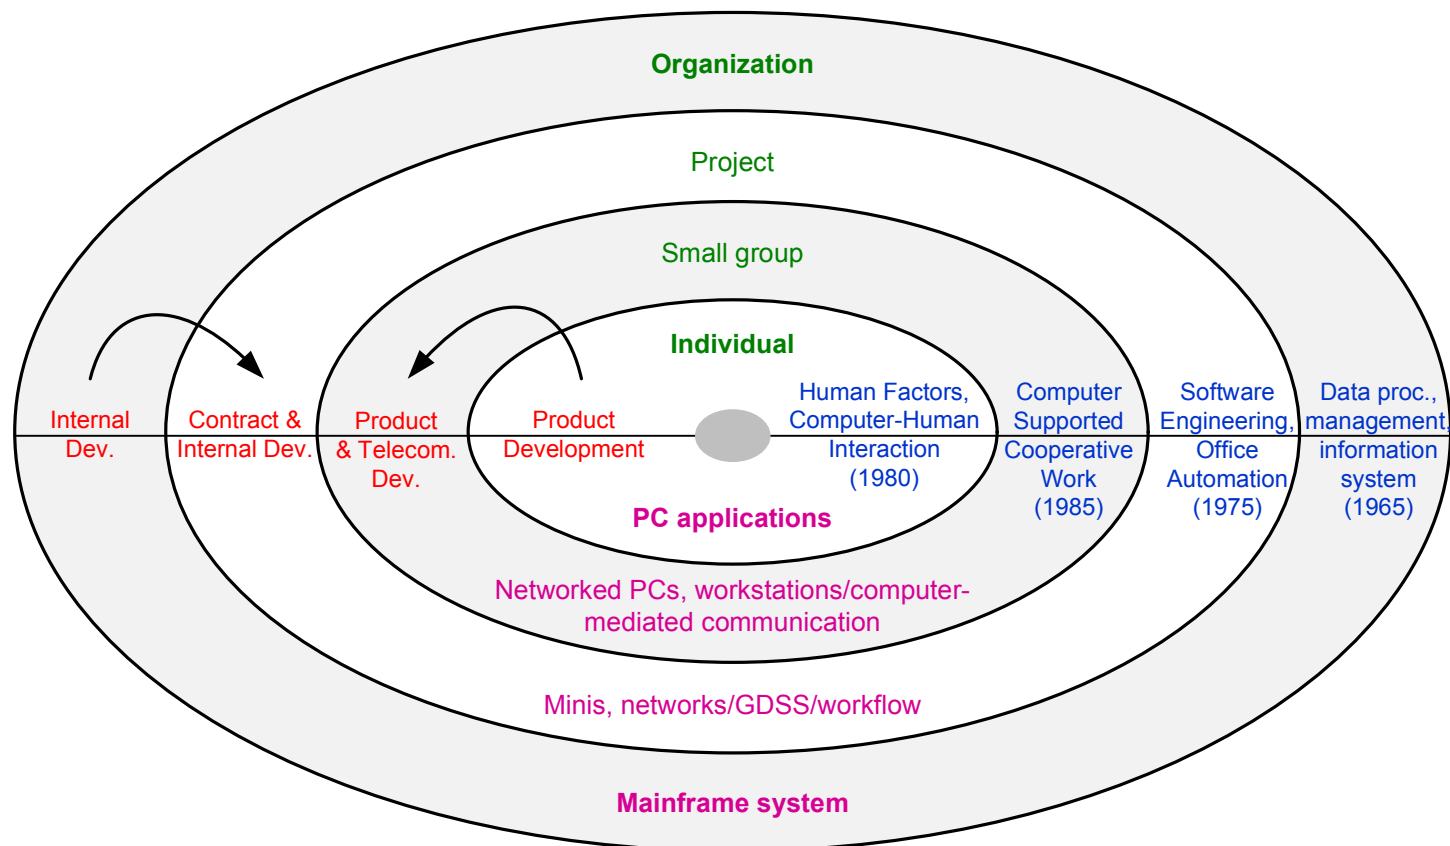 Organization
Project
Small group
Individual
Internal
Dev.
Contract &
Internal Dev.
Product
& Telecom.
Dev.
Product
Development
Human Factors,
Computer-Human
Interaction
(1980)
Computer
Supported
Cooperative
Work
(1985)
Software
Engineering,
Office
Automation
(1975)
Data proc.,
management,
information
system
(1965)
PC applications
Networked PCs, workstations/computer-
mediated communication
Minis, networks/GDSS/workflow
Mainframe system